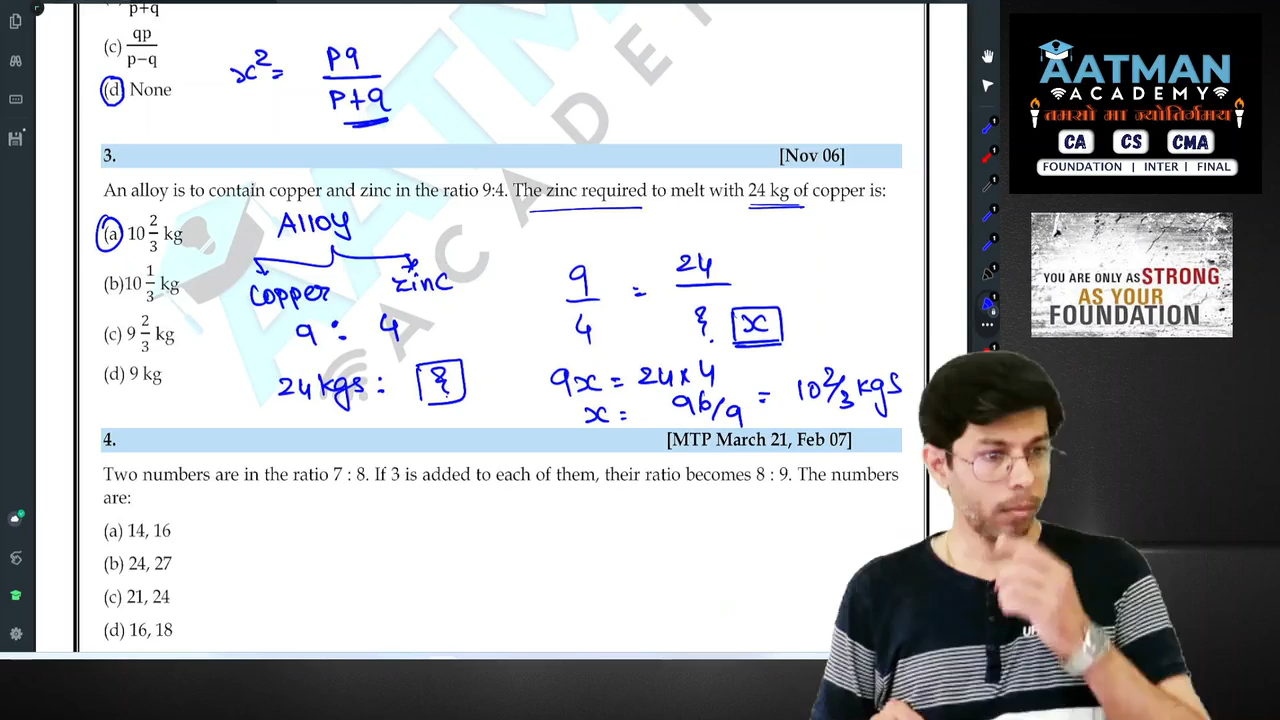 p+q
(c) qp
p−q
(d) None
x² = pq
p+q
3. [Nov 06]
An alloy is to contain copper and zinc in the ratio 9:4. The zinc required to melt with 24 kg of copper is:
(a) 10 2/3 kg
(b)10 1/3 kg
(c) 9 2/3 kg
(d) 9 kg
Alloy
Copper zinc
9 : 4
24 kgs : ?
9/4 = 24/? x
9x = 24 x 4
x = 96/9 = 10 2/3 kgs
4. [MTP March 21, Feb 07]
Two numbers are in the ratio 7 : 8. If 3 is added to each of them, their ratio becomes 8 : 9. The numbers
are:
(a) 14, 16
(b) 24, 27
(c) 21, 24
(d) 16, 18
AATMAN
ACADEMY
तमसो मा ज्योतिर्गमय
CA CS CMA
FOUNDATION | INTER | FINAL
YOU ARE ONLY AS STRONG
AS YOUR
FOUNDATION